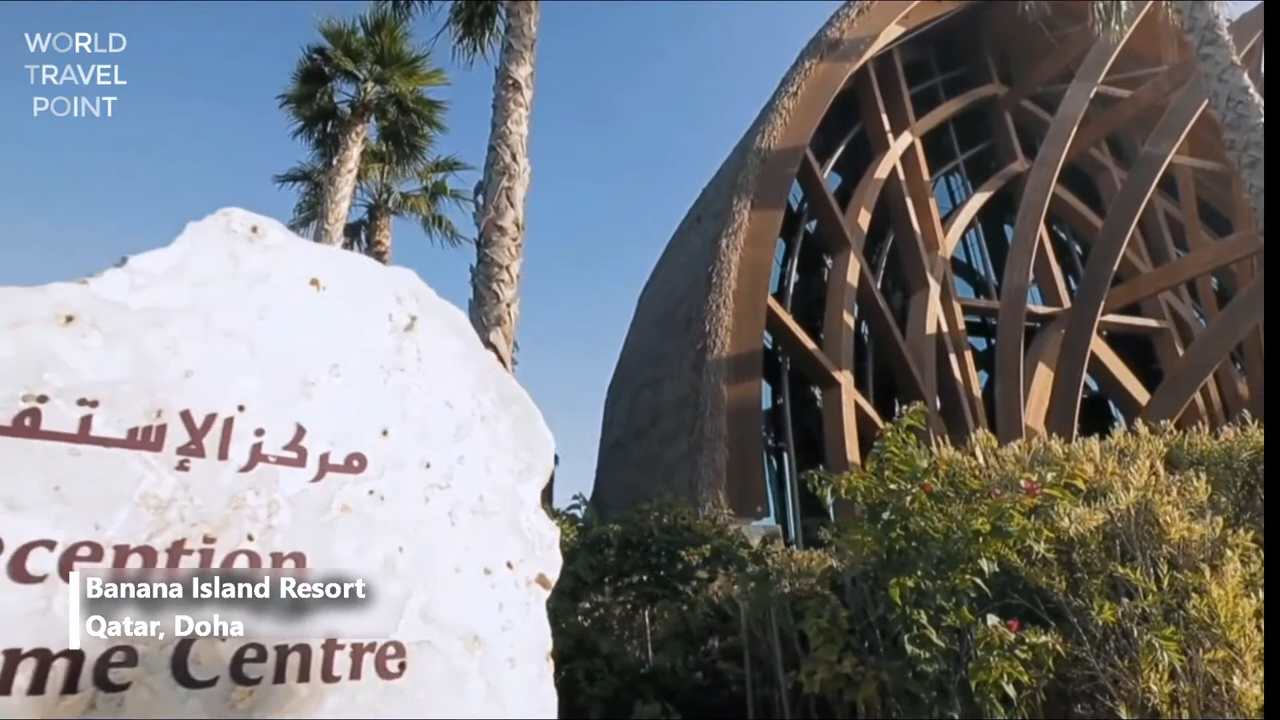 WORLD
TRAVEL
POINT
مركز الإستق
eception
Banana Island Resort
Qatar, Doha
me Centre